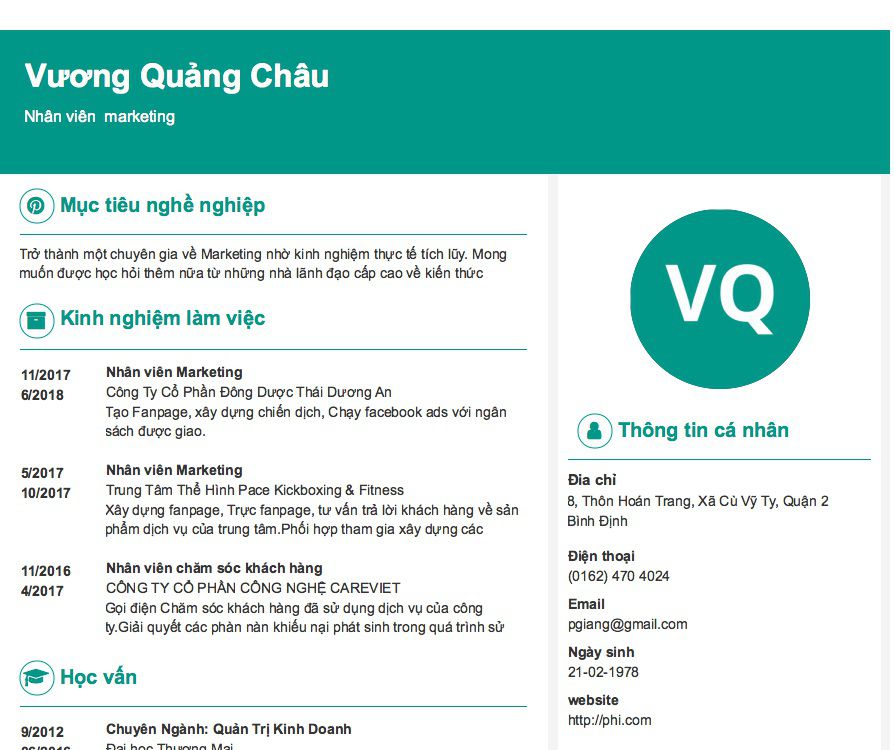 Vương Quảng Châu
Nhân viên  marketing
Mục tiêu nghề nghiệp
Trở thành một chuyên gia về Marketing nhờ kinh nghiệm thực tế tích lũy. Mong
muốn được học hỏi thêm nữa từ những nhà lãnh đạo cấp cao về kiến thức
Kinh nghiệm làm việc
11/2017
6/2018
Nhân viên Marketing
Công Ty Cổ Phần Đông Dược Thái Dương An
Tạo Fanpage, xây dựng chiến dịch, Chạy facebook ads với ngân
sách được giao.
5/2017
10/2017
Nhân viên Marketing
Trung Tâm Thể Hình Pace Kickboxing & Fitness
Xây dựng fanpage, Trực fanpage, tư vấn trả lời khách hàng về sản
phẩm dịch vụ của trung tâm.Phối hợp tham gia xây dựng các
11/2016
4/2017
Nhân viên chăm sóc khách hàng
CÔNG TY CỔ PHẦN CÔNG NGHỆ CAREVIET
Gọi điện Chăm sóc khách hàng đã sử dụng dịch vụ của công
ty.Giải quyết các phàn nàn khiếu nại phát sinh trong quá trình sử
Học vấn
9/2012
06/2016
Chuyên Ngành: Quản Trị Kinh Doanh
Đại học Thương Mại
VQ
Thông tin cá nhân
Đia chỉ
8, Thôn Hoán Trang, Xã Cù Vỹ Ty, Quận 2
Bình Định
Điện thoại
(0162) 470 4024
Email
pgiang@gmail.com
Ngày sinh
21-02-1978
website
http://phi.com